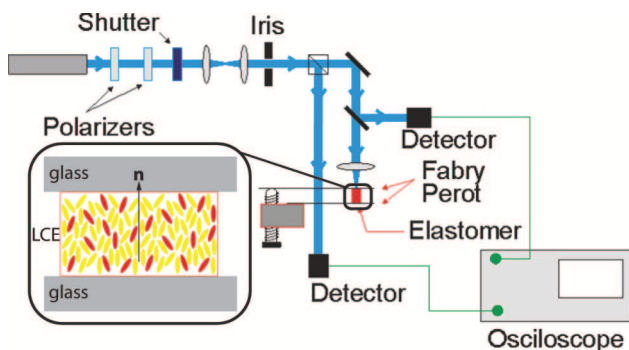 Shutter
Iris
Polarizers
Detector
Fabry
Perot
Elastomer
glass
n
LCE
glass
Detector
Osciloscope